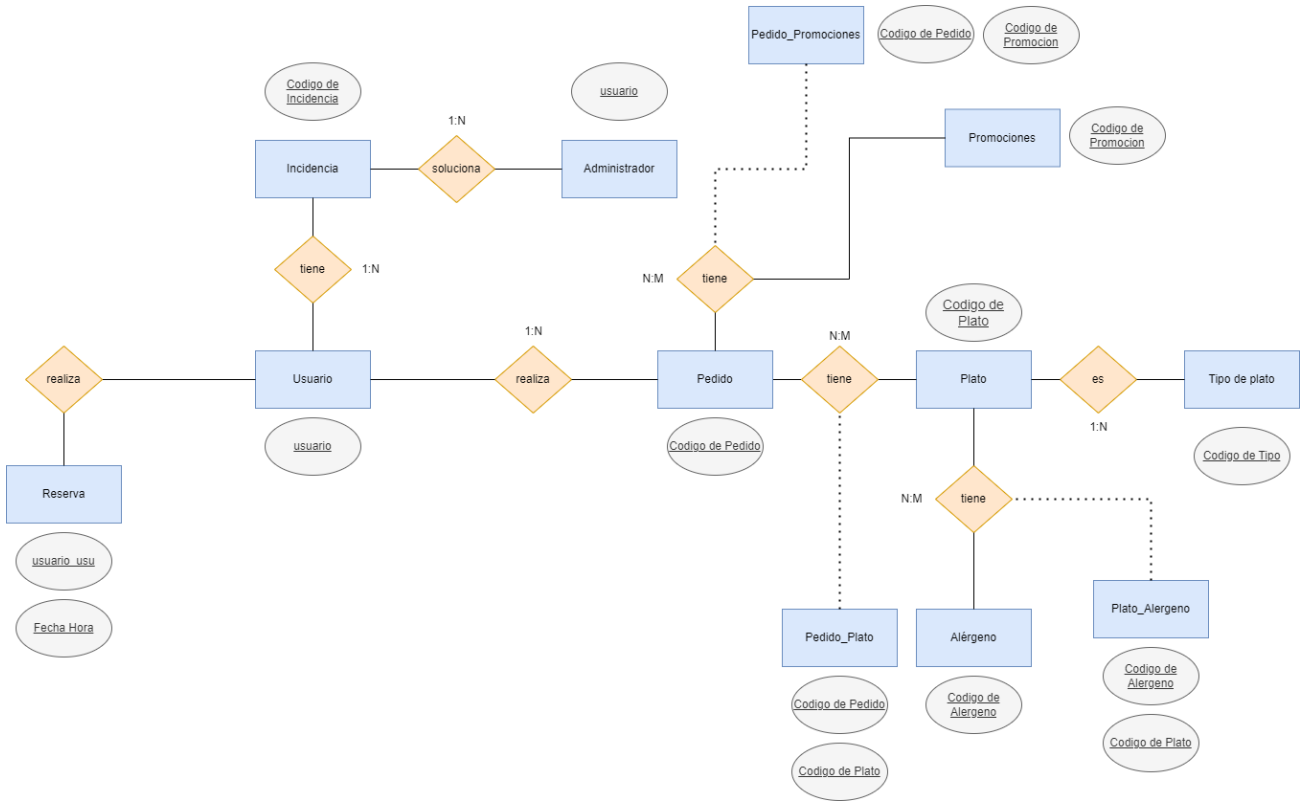 Pedido_Promociones
Codigo de Pedido
Codigo de
Promocion
Codigo de
Incidencia
usuario
1:N
Incidencia
soluciona
Administrador
Promociones
Codigo de
Promocion
tiene
1:N
N:M
tiene
Codigo de
Plato
1:N
N:M
realiza
Usuario
realiza
Pedido
tiene
Plato
es
Tipo de plato
1:N
usuario
Codigo de Pedido
Codigo de Tipo
Reserva
N:M
tiene
usuario_usu
Fecha Hora
Pedido_Plato
Alérgeno
Plato_Alergeno
Codigo de Pedido
Codigo de
Alergeno
Codigo de
Alergeno
Codigo de Plato
Codigo de Plato